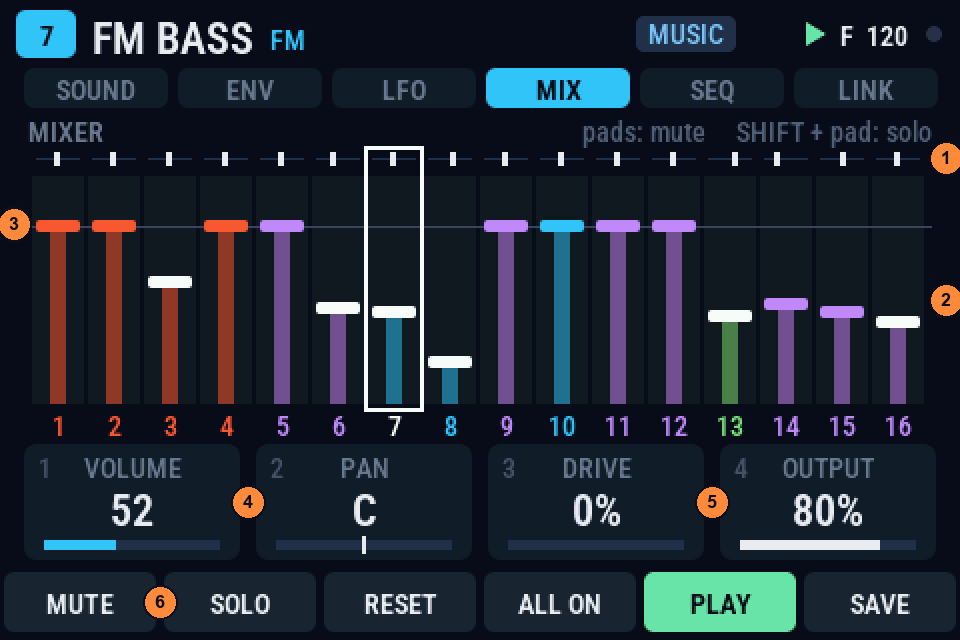 7 FM BASS FM MUSIC F 120
SOUND ENV LFO MIX SEQ LINK
MIXER pads: mute SHIFT + pad: solo
1
3
2
1 2 3 4 5 6 7 8 9 10 11 12 13 14 15 16
1 VOLUME 2 PAN 3 DRIVE 4 OUTPUT
52 4 C 0% 5 80%
MUTE 6 SOLO RESET ALL ON PLAY SAVE